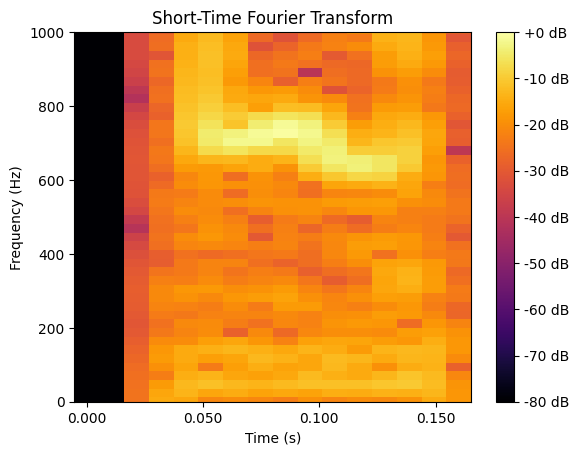 Short-Time Fourier Transform
Frequency (Hz)
1000
800
600
400
200
0
0.000
0.050
0.100
0.150
Time (s)
+0 dB
-10 dB
-20 dB
-30 dB
-40 dB
-50 dB
-60 dB
-70 dB
-80 dB